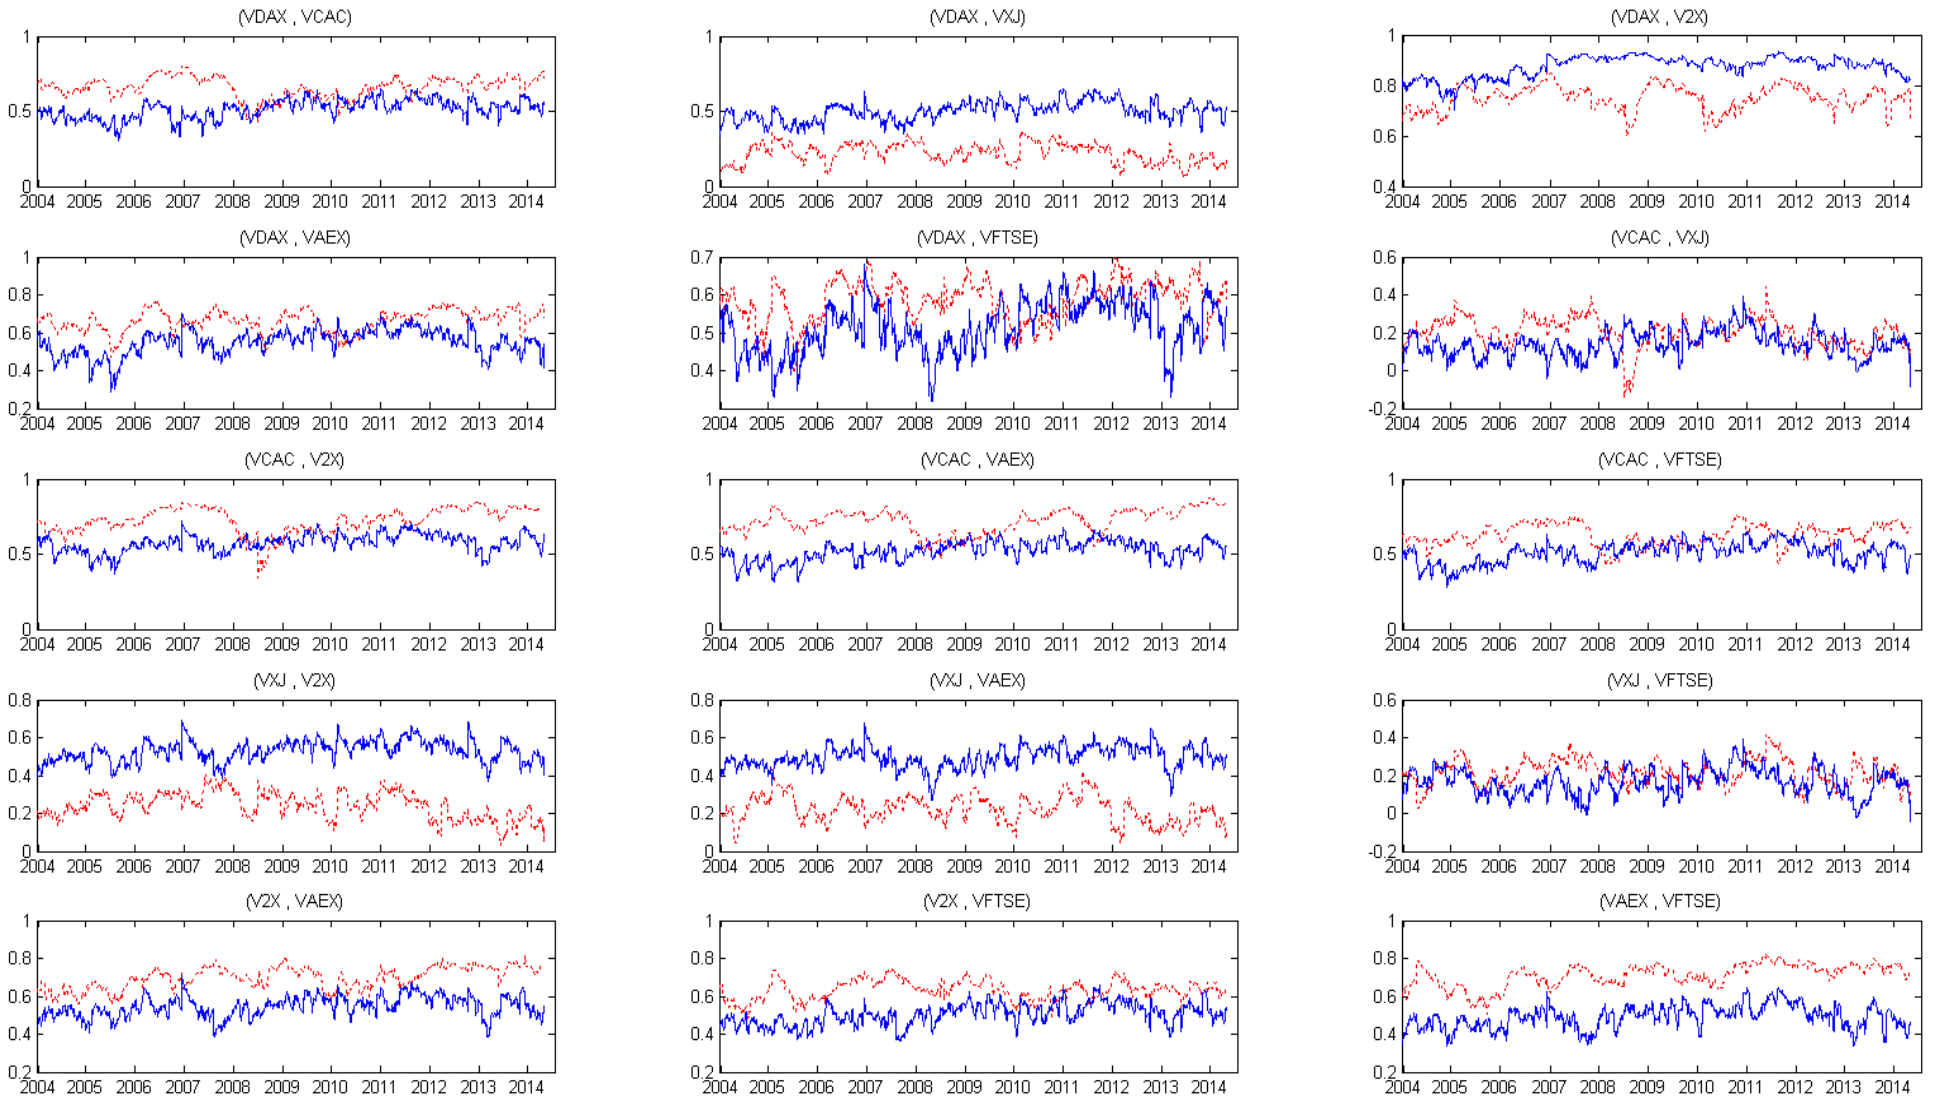 (VDAX , VCAC)
(VDAX , VXJ)
(VDAX , V2X)
1
0.5
0
2004 2005 2006 2007 2008 2009 2010 2011 2012 2013 2014
1
0.5
0
2004 2005 2006 2007 2008 2009 2010 2011 2012 2013 2014
1
0.8
0.6
0.4
2004 2005 2006 2007 2008 2009 2010 2011 2012 2013 2014
(VDAX , VAEX)
(VDAX , VFTSE)
(VCAC , VXJ)
1
0.8
0.6
0.4
0.2
2004 2005 2006 2007 2008 2009 2010 2011 2012 2013 2014
0.7
0.6
0.5
0.4
2004 2005 2006 2007 2008 2009 2010 2011 2012 2013 2014
0.6
0.4
0.2
0
-0.2
2004 2005 2006 2007 2008 2009 2010 2011 2012 2013 2014
(VCAC , V2X)
(VCAC , VAEX)
(VCAC , VFTSE)
1
0.5
0
2004 2005 2006 2007 2008 2009 2010 2011 2012 2013 2014
1
0.5
0
2004 2005 2006 2007 2008 2009 2010 2011 2012 2013 2014
1
0.5
0
2004 2005 2006 2007 2008 2009 2010 2011 2012 2013 2014
(VXJ , V2X)
(VXJ , VAEX)
(VXJ , VFTSE)
0.8
0.6
0.4
0.2
0
2004 2005 2006 2007 2008 2009 2010 2011 2012 2013 2014
0.8
0.6
0.4
0.2
0
2004 2005 2006 2007 2008 2009 2010 2011 2012 2013 2014
0.6
0.4
0.2
0
-0.2
2004 2005 2006 2007 2008 2009 2010 2011 2012 2013 2014
(V2X , VAEX)
(V2X , VFTSE)
(VAEX , VFTSE)
1
0.8
0.6
0.4
0.2
2004 2005 2006 2007 2008 2009 2010 2011 2012 2013 2014
1
0.8
0.6
0.4
0.2
2004 2005 2006 2007 2008 2009 2010 2011 2012 2013 2014
1
0.8
0.6
0.4
0.2
2004 2005 2006 2007 2008 2009 2010 2011 2012 2013 2014